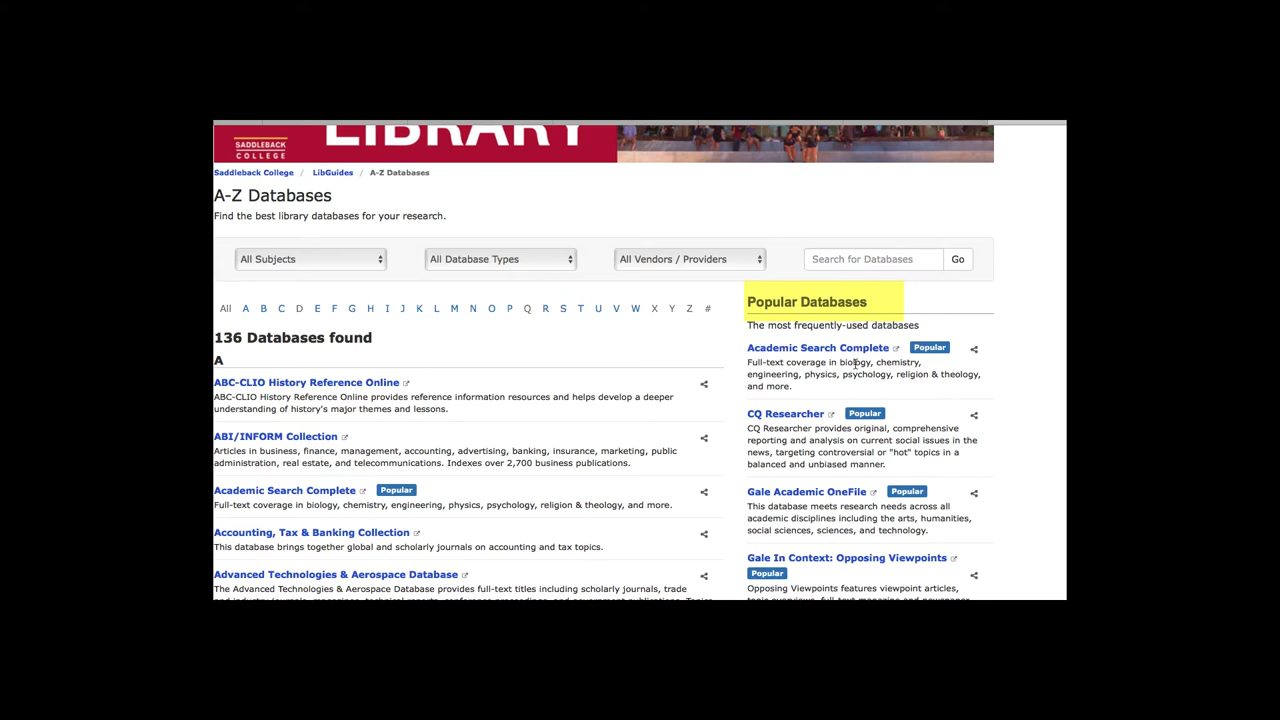 LIBRARY
SADDLEBACK
COLLEGE
Saddleback College / LibGuides / A-Z Databases
A-Z Databases
Find the best library databases for your research.
All Subjects
All Database Types
All Vendors / Providers
Search for Databases
Go
All A B C D E F G H I J K L M N O P Q R S T U V W X Y Z #
136 Databases found
A
ABC-CLIO History Reference Online
ABC-CLIO History Reference Online provides reference information resources and helps develop a deeper
understanding of history's major themes and lessons.
ABI/INFORM Collection
Articles in business, finance, management, accounting, advertising, banking, insurance, marketing, public
administration, real estate, and telecommunications. Indexes over 2,700 business publications.
Academic Search Complete Popular
Full-text coverage in biology, chemistry, engineering, physics, psychology, religion & theology, and more.
Accounting, Tax & Banking Collection
This database brings together global and scholarly journals on accounting and tax topics.
Advanced Technologies & Aerospace Database
The Advanced Technologies & Aerospace Database provides full-text titles including scholarly journals, trade
Popular Databases
The most frequently-used databases
Academic Search Complete Popular
Full-text coverage in biology, chemistry,
engineering, physics, psychology, religion & theology,
and more.
CQ Researcher Popular
CQ Researcher provides original, comprehensive
reporting and analysis on current social issues in the
news, targeting controversial or "hot" topics in a
balanced and unbiased manner.
Gale Academic OneFile Popular
This database meets research needs across all
academic disciplines including the arts, humanities,
social sciences, sciences, and technology.
Gale In Context: Opposing Viewpoints
Popular
Opposing Viewpoints features viewpoint articles,